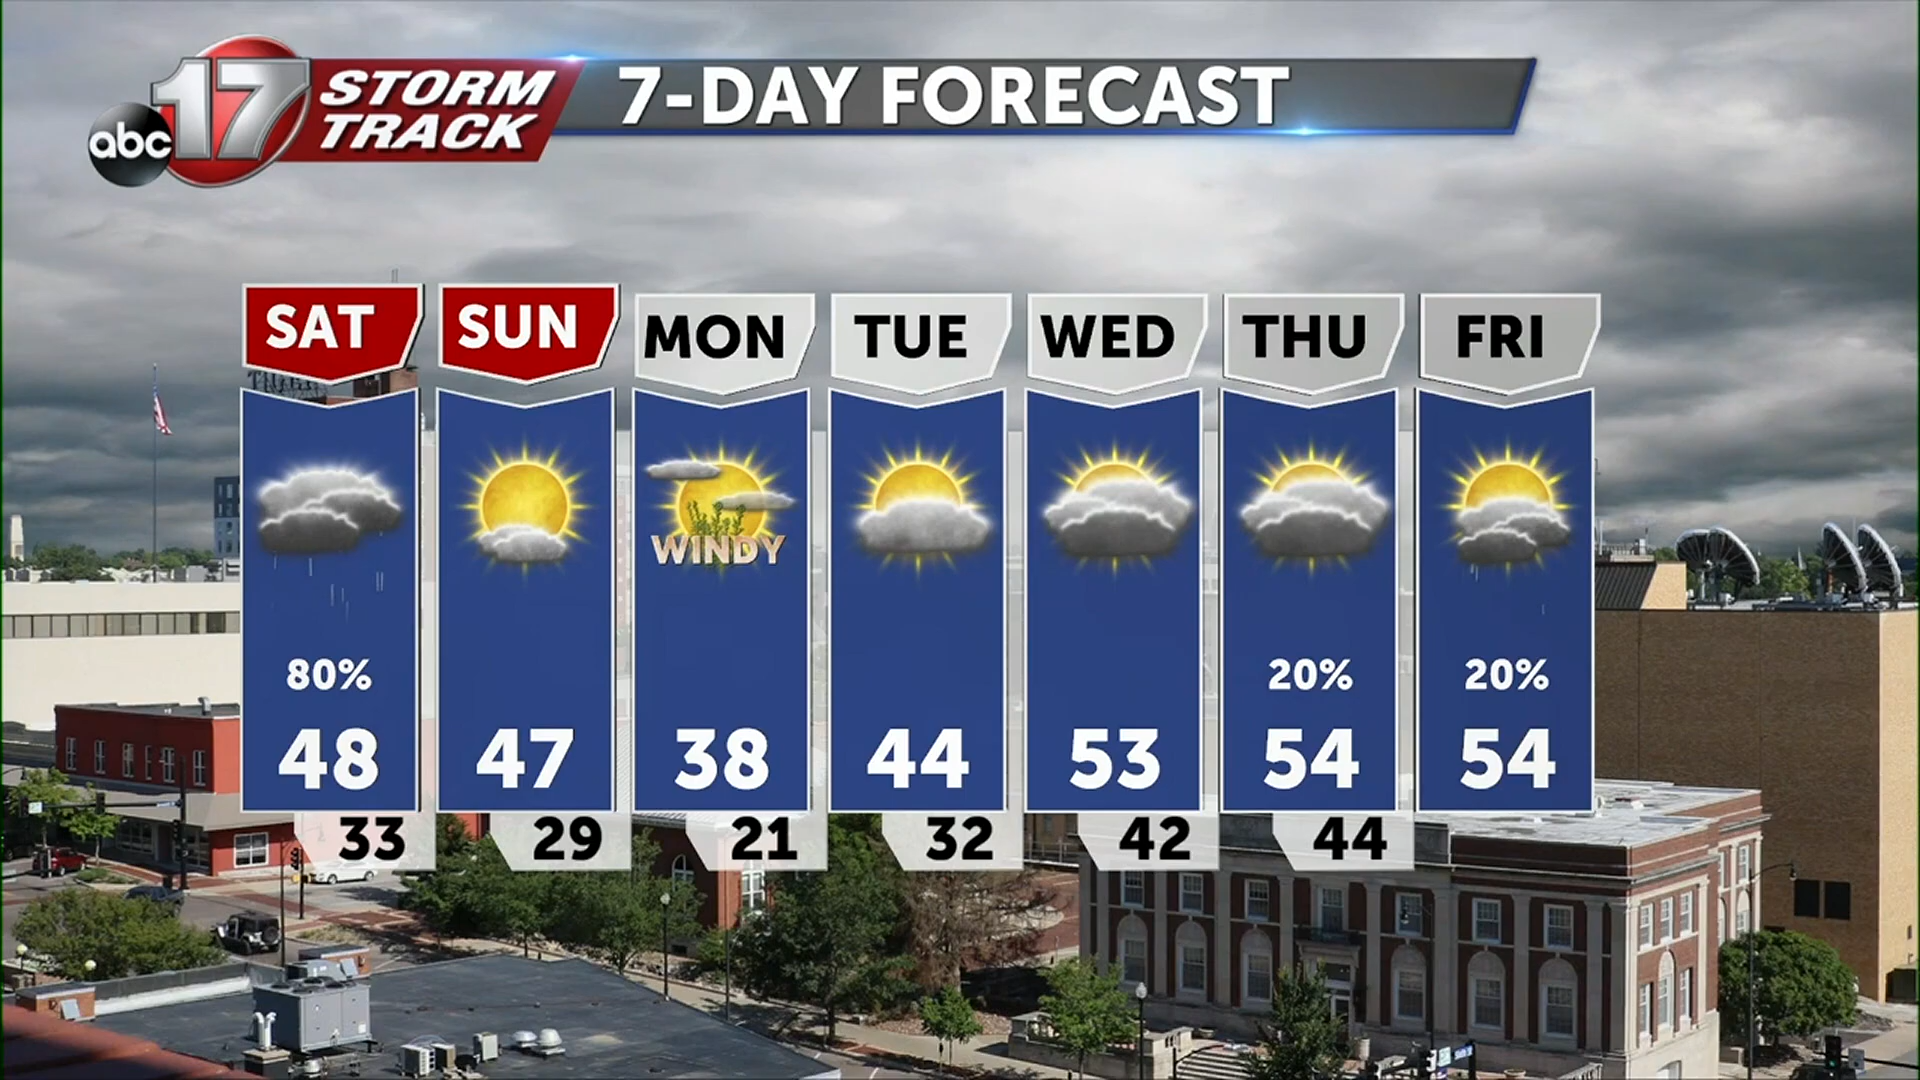 abc 17 STORM TRACK
7-DAY FORECAST
SAT SUN MON TUE WED THU FRI
WINDY
80% 20% 20%
48 47 38 44 53 54 54
33 29 21 32 42 44